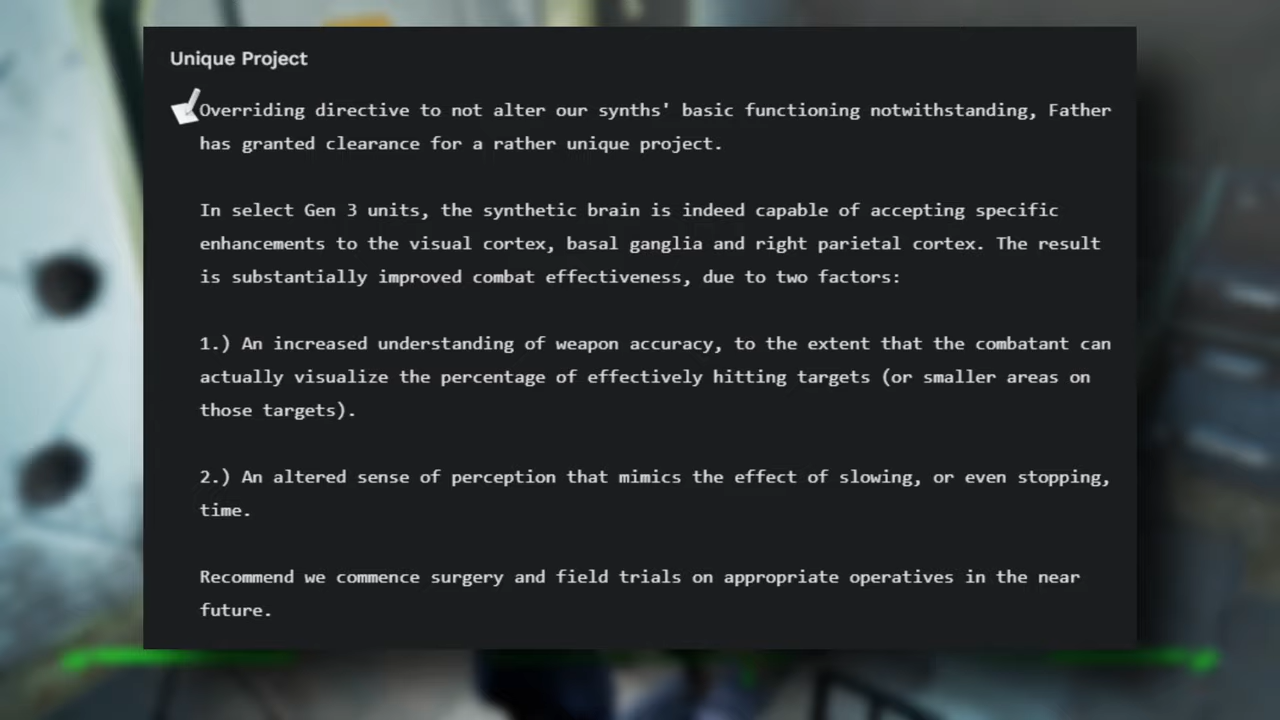 Unique Project
Overriding directive to not alter our synths' basic functioning notwithstanding, Father
has granted clearance for a rather unique project.
In select Gen 3 units, the synthetic brain is indeed capable of accepting specific
enhancements to the visual cortex, basal ganglia and right parietal cortex. The result
is substantially improved combat effectiveness, due to two factors:
1.) An increased understanding of weapon accuracy, to the extent that the combatant can
actually visualize the percentage of effectively hitting targets (or smaller areas on
those targets).
2.) An altered sense of perception that mimics the effect of slowing, or even stopping,
time.
Recommend we commence surgery and field trials on appropriate operatives in the near
future.